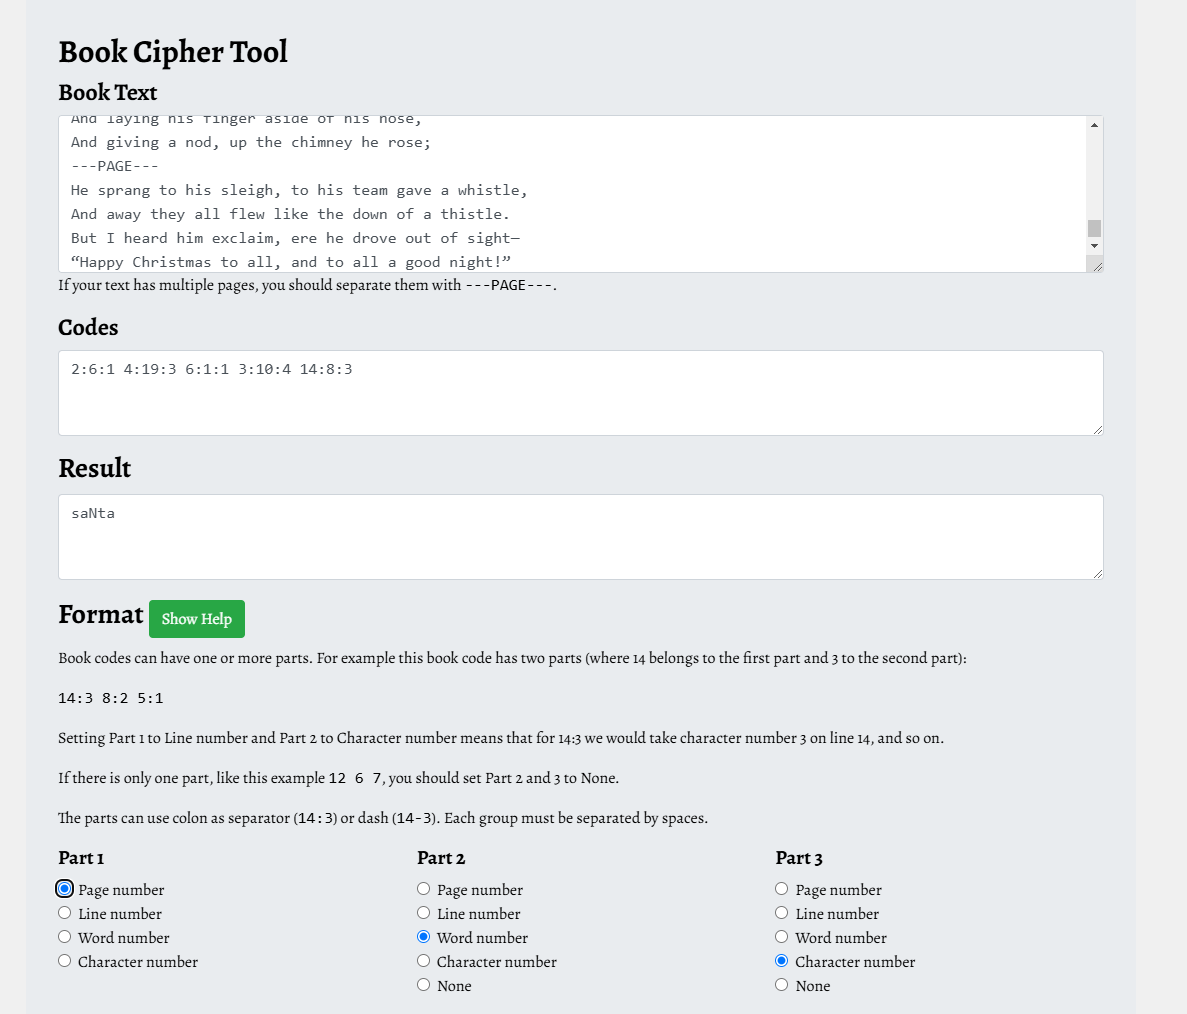 Book Cipher Tool
Book Text
And laying his finger aside of his nose,
And giving a nod, up the chimney he rose;
---PAGE---
He sprang to his sleigh, to his team gave a whistle,
And away they all flew like the down of a thistle.
But I heard him exclaim, ere he drove out of sight—
“Happy Christmas to all, and to all a good night!”
If your text has multiple pages, you should separate them with ---PAGE---.
Codes
2:6:1 4:19:3 6:1:1 3:10:4 14:8:3
Result
saNta
Format Show Help
Book codes can have one or more parts. For example this book code has two parts (where 14 belongs to the first part and 3 to the second part):
14:3 8:2 5:1
Setting Part 1 to Line number and Part 2 to Character number means that for 14:3 we would take character number 3 on line 14, and so on.
If there is only one part, like this example 12 6 7, you should set Part 2 and 3 to None.
The parts can use colon as separator (14:3) or dash (14-3). Each group must be separated by spaces.
Part 1 Part 2 Part 3
Page number Page number Page number
Line number Line number Line number
Word number Word number Word number
Character number Character number Character number
None None